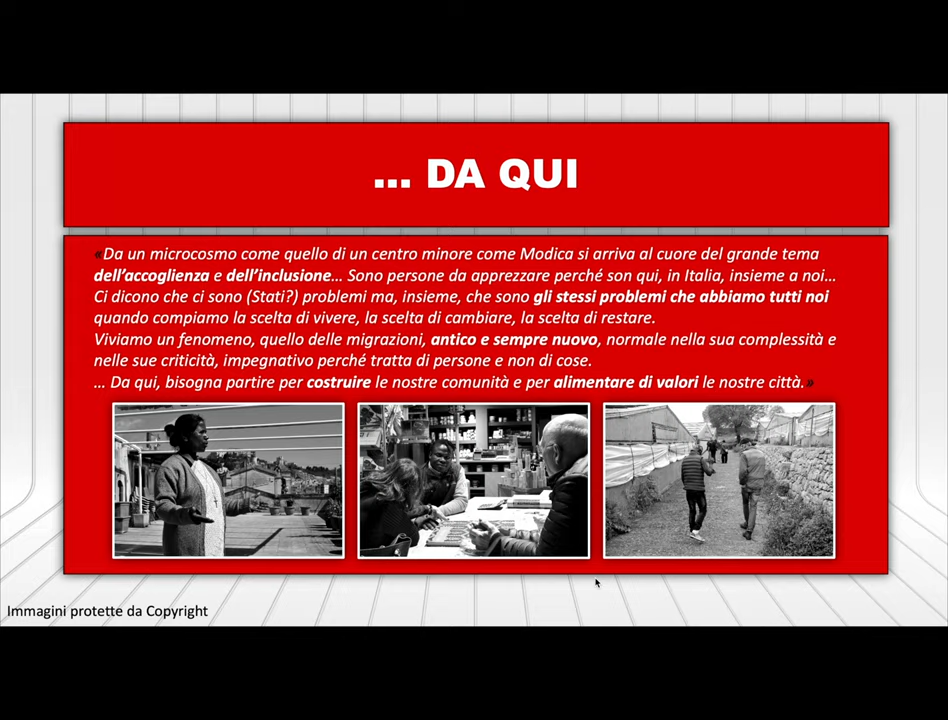 ... DA QUI
«Da un microcosmo come quello di un centro minore come Modica si arriva al cuore del grande tema
dell'accoglienza e dell'inclusione... Sono persone da apprezzare perché son qui, in Italia, insieme a noi...
Ci dicono che ci sono (Stati?) problemi ma, insieme, che sono gli stessi problemi che abbiamo tutti noi
quando compiamo la scelta di vivere, la scelta di cambiare, la scelta di restare.
Viviamo un fenomeno, quello delle migrazioni, antico e sempre nuovo, normale nella sua complessità e
nelle sue criticità, impegnativo perché tratta di persone e non di cose.
... Da qui, bisogna partire per costruire le nostre comunità e per alimentare di valori le nostre città.»
Immagini protette da Copyright